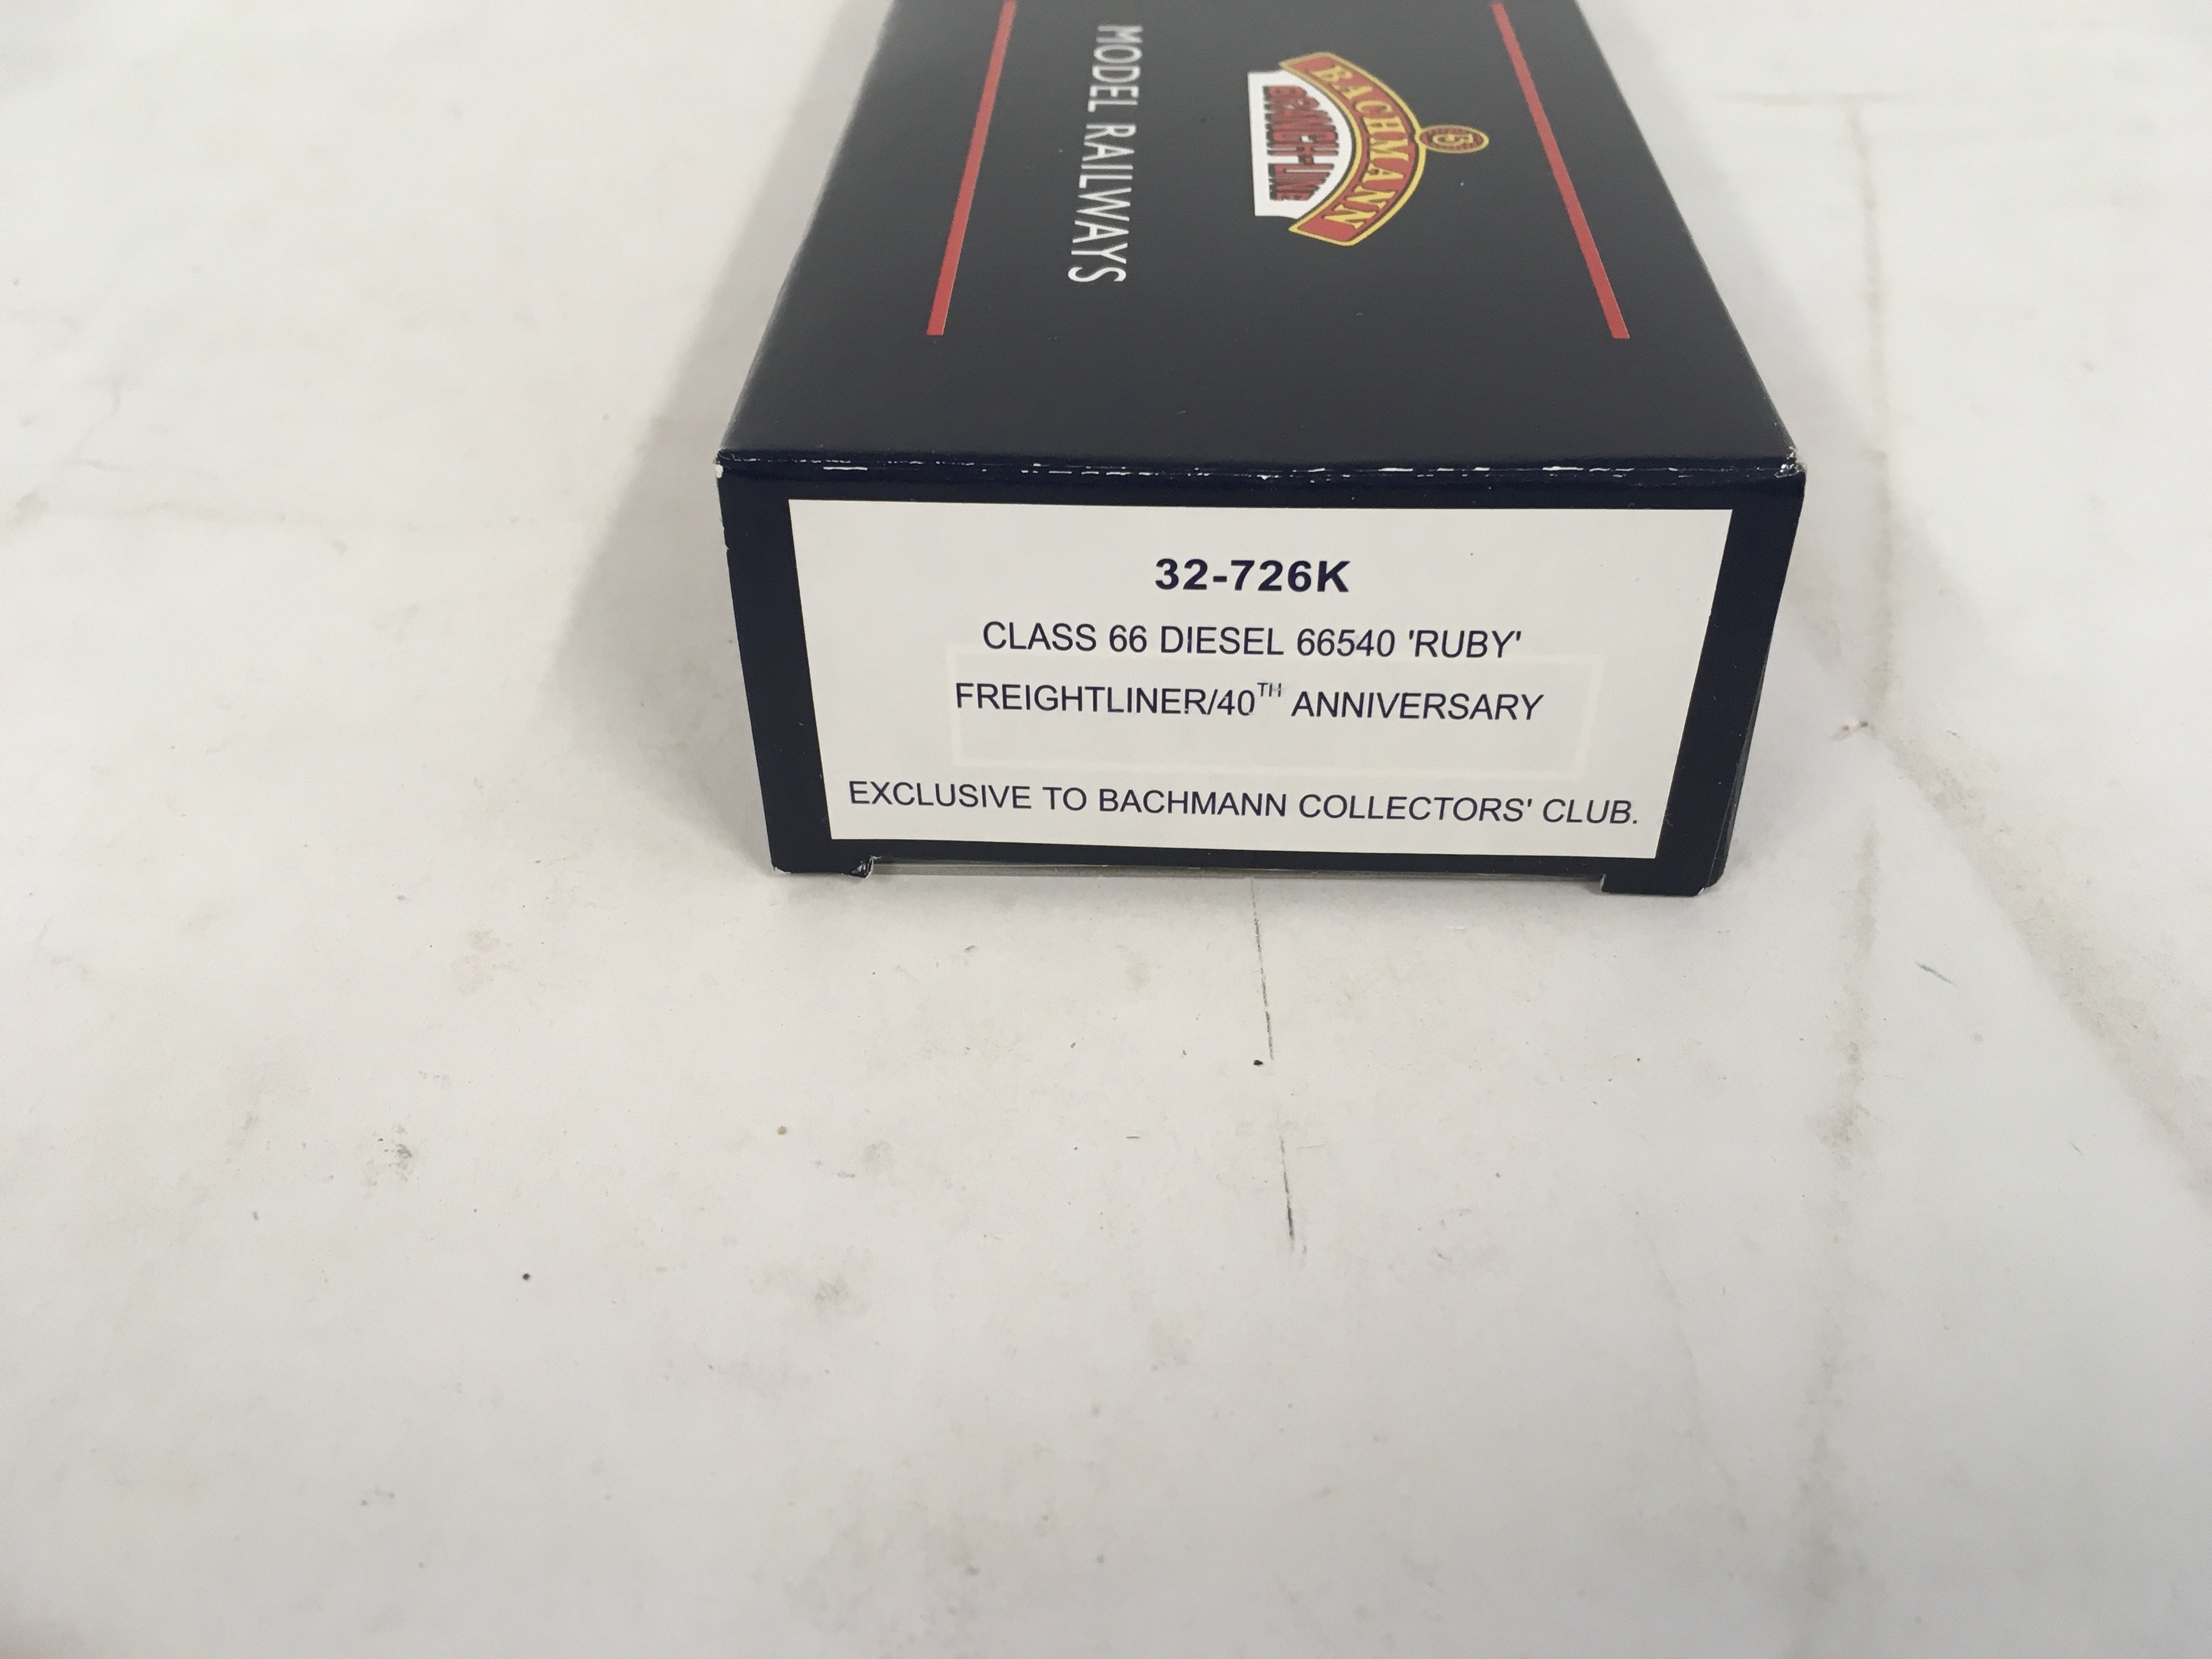 MODEL RAILWAYS
BACHMANN
BRANCH-LINE
32-726K
CLASS 66 DIESEL 66540 'RUBY'
FREIGHTLINER/40TH ANNIVERSARY
EXCLUSIVE TO BACHMANN COLLECTORS' CLUB.